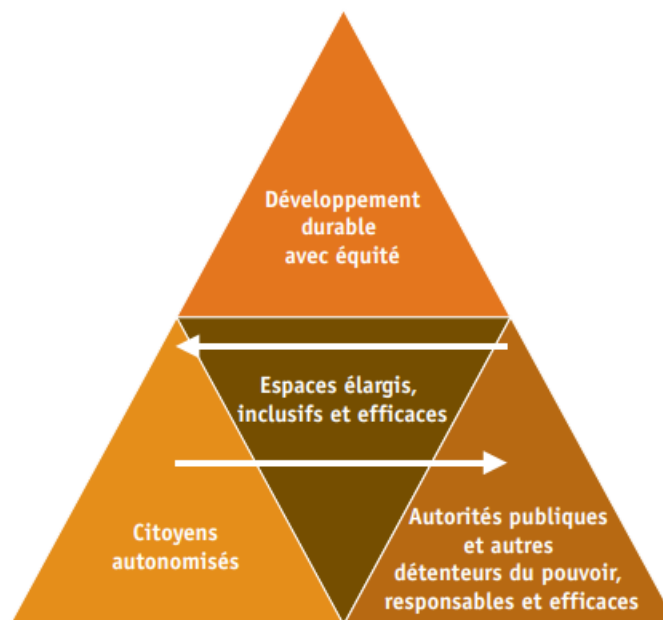 Développement
durable
avec équité
Espaces élargis,
inclusifs et efficaces
Citoyens
autonomisés
Autorités publiques
et autres
détenteurs du pouvoir,
responsables et efficaces